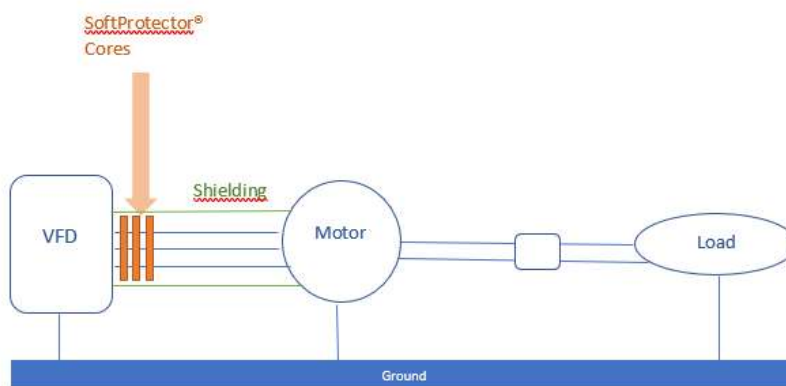 SoftProtector®
Cores
Shielding
VFD
Motor
Load
Ground